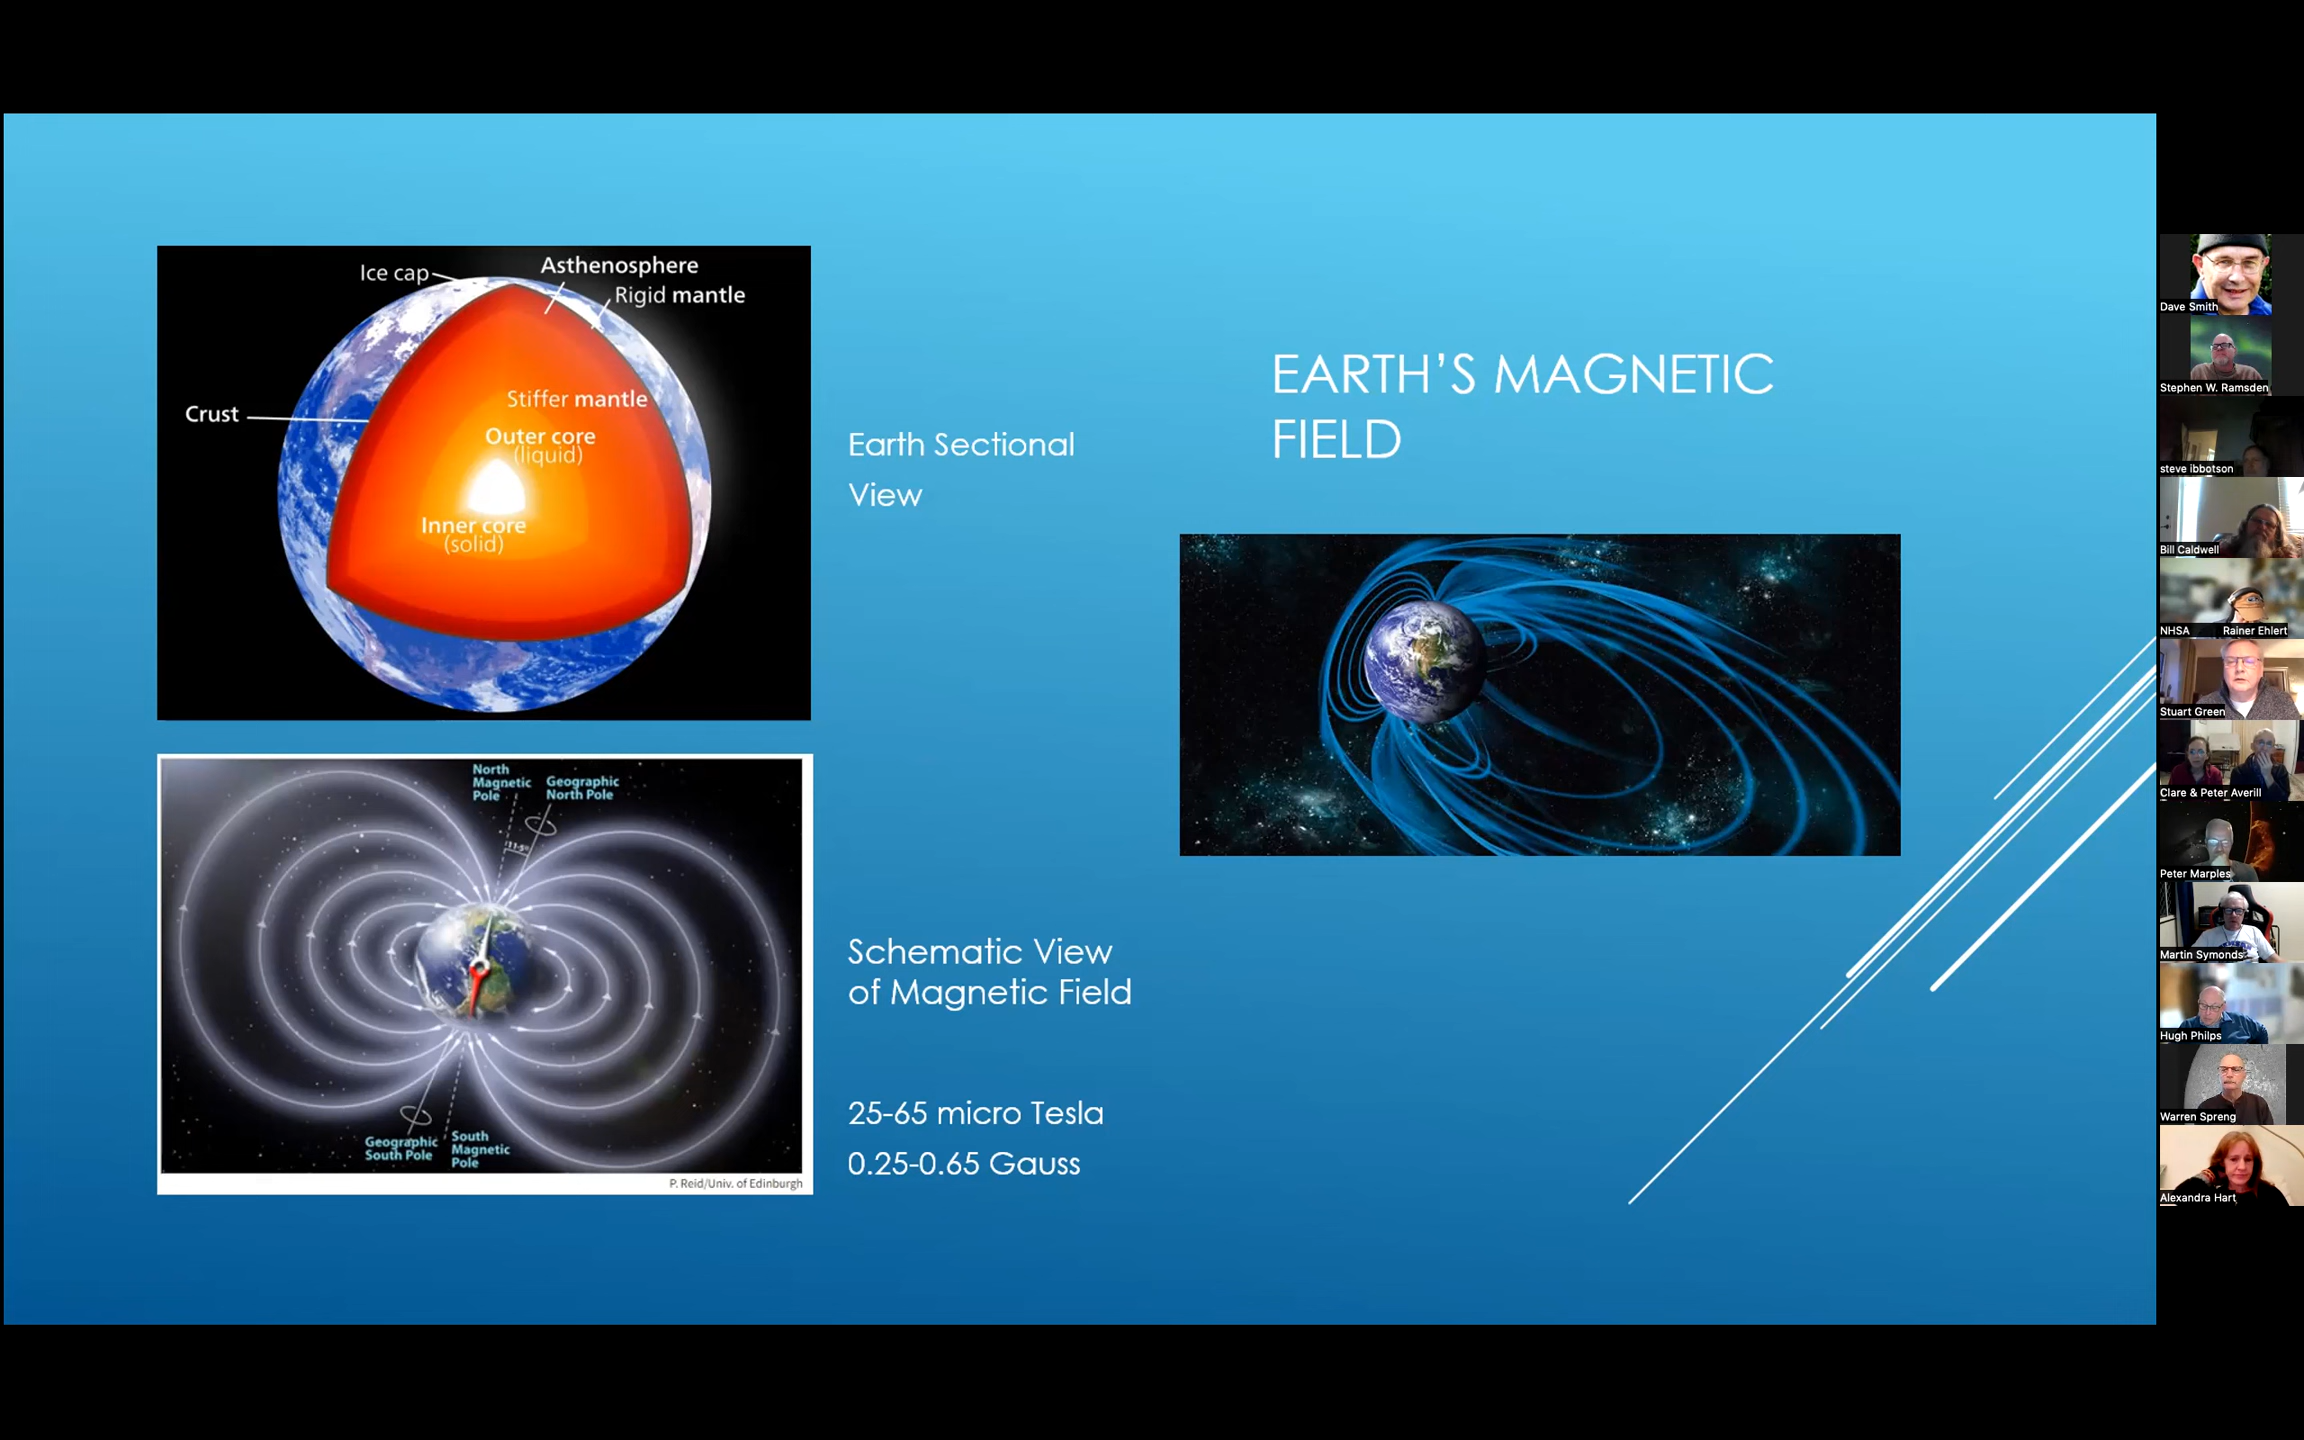 Ice cap
Asthenosphere
Rigid mantle
Crust
Stiffer mantle
Outer core
(liquid)
Inner core
(solid)
Earth Sectional
View
EARTH’S MAGNETIC
FIELD
North
Magnetic
Pole
Geographic
North Pole
11.5°
Geographic
South Pole
South
Magnetic
Pole
P. Reid/Univ. of Edinburgh
Schematic View
of Magnetic Field
25-65 micro Tesla
0.25-0.65 Gauss
Dave Smith
Stephen W. Ramsden
steve ibbotson
Bill Caldwell
NHSA Rainer Ehlert
Stuart Green
Clare & Peter Averill
Peter Marples
Martin Symonds
Hugh Philps
Warren Spreng
Alexandra Hart